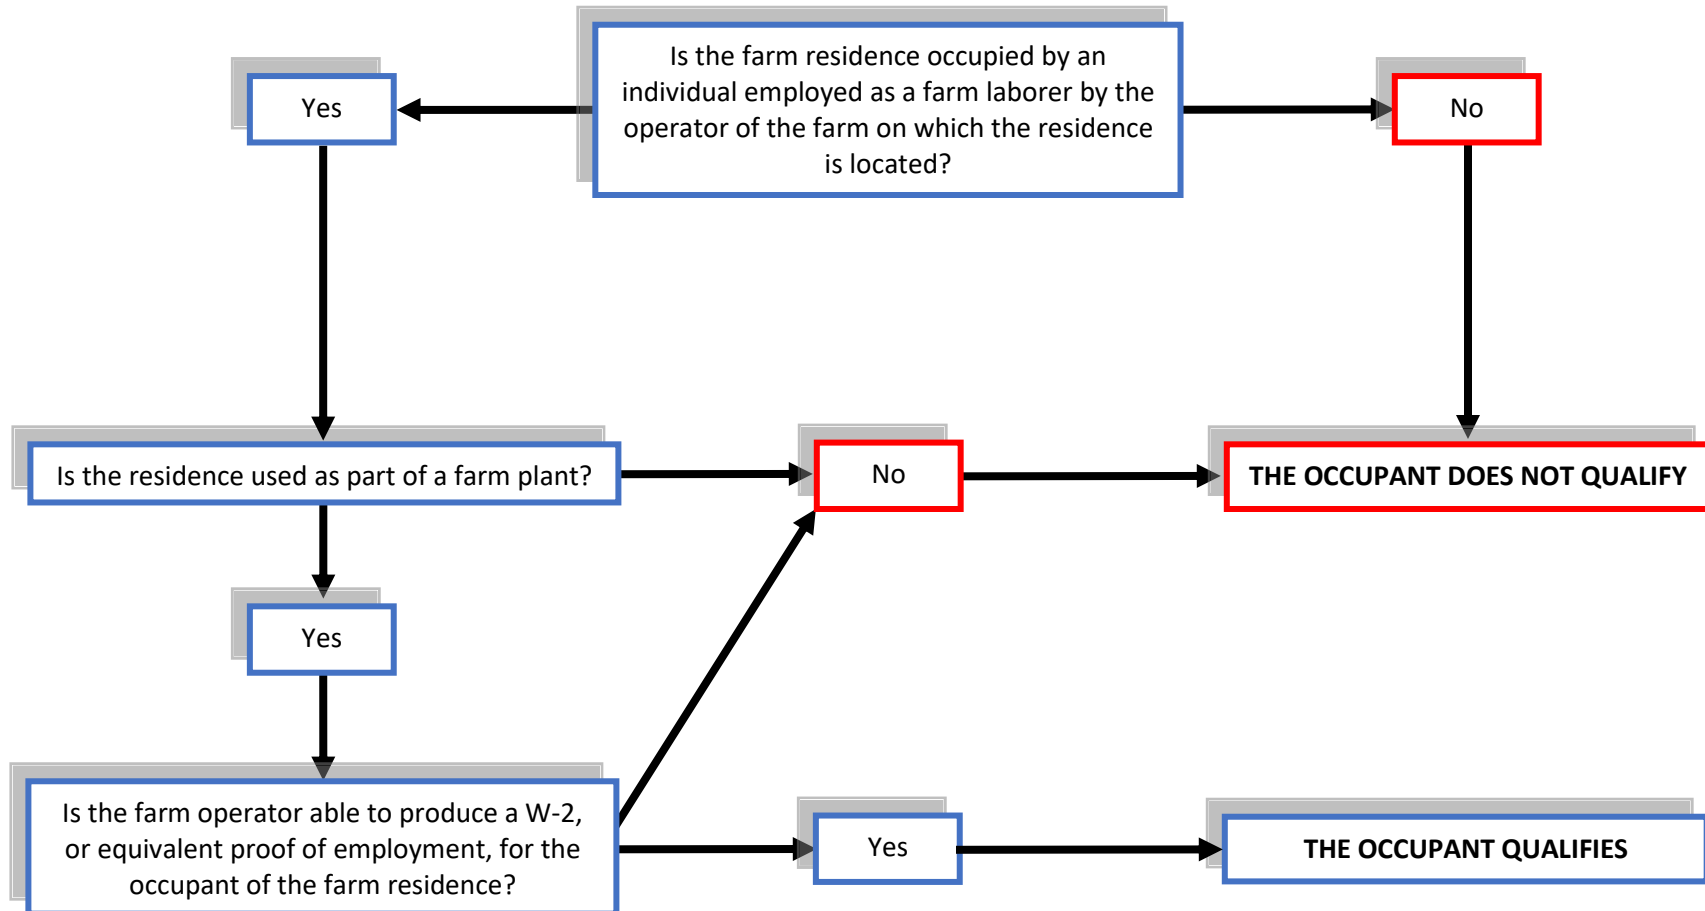 Is the farm residence occupied by an
individual employed as a farm laborer by the
operator of the farm on which the residence
is located?
Yes
No
Is the residence used as part of a farm plant?
No
THE OCCUPANT DOES NOT QUALIFY
Yes
Is the farm operator able to produce a W-2,
or equivalent proof of employment, for the
occupant of the farm residence?
Yes
THE OCCUPANT QUALIFIES